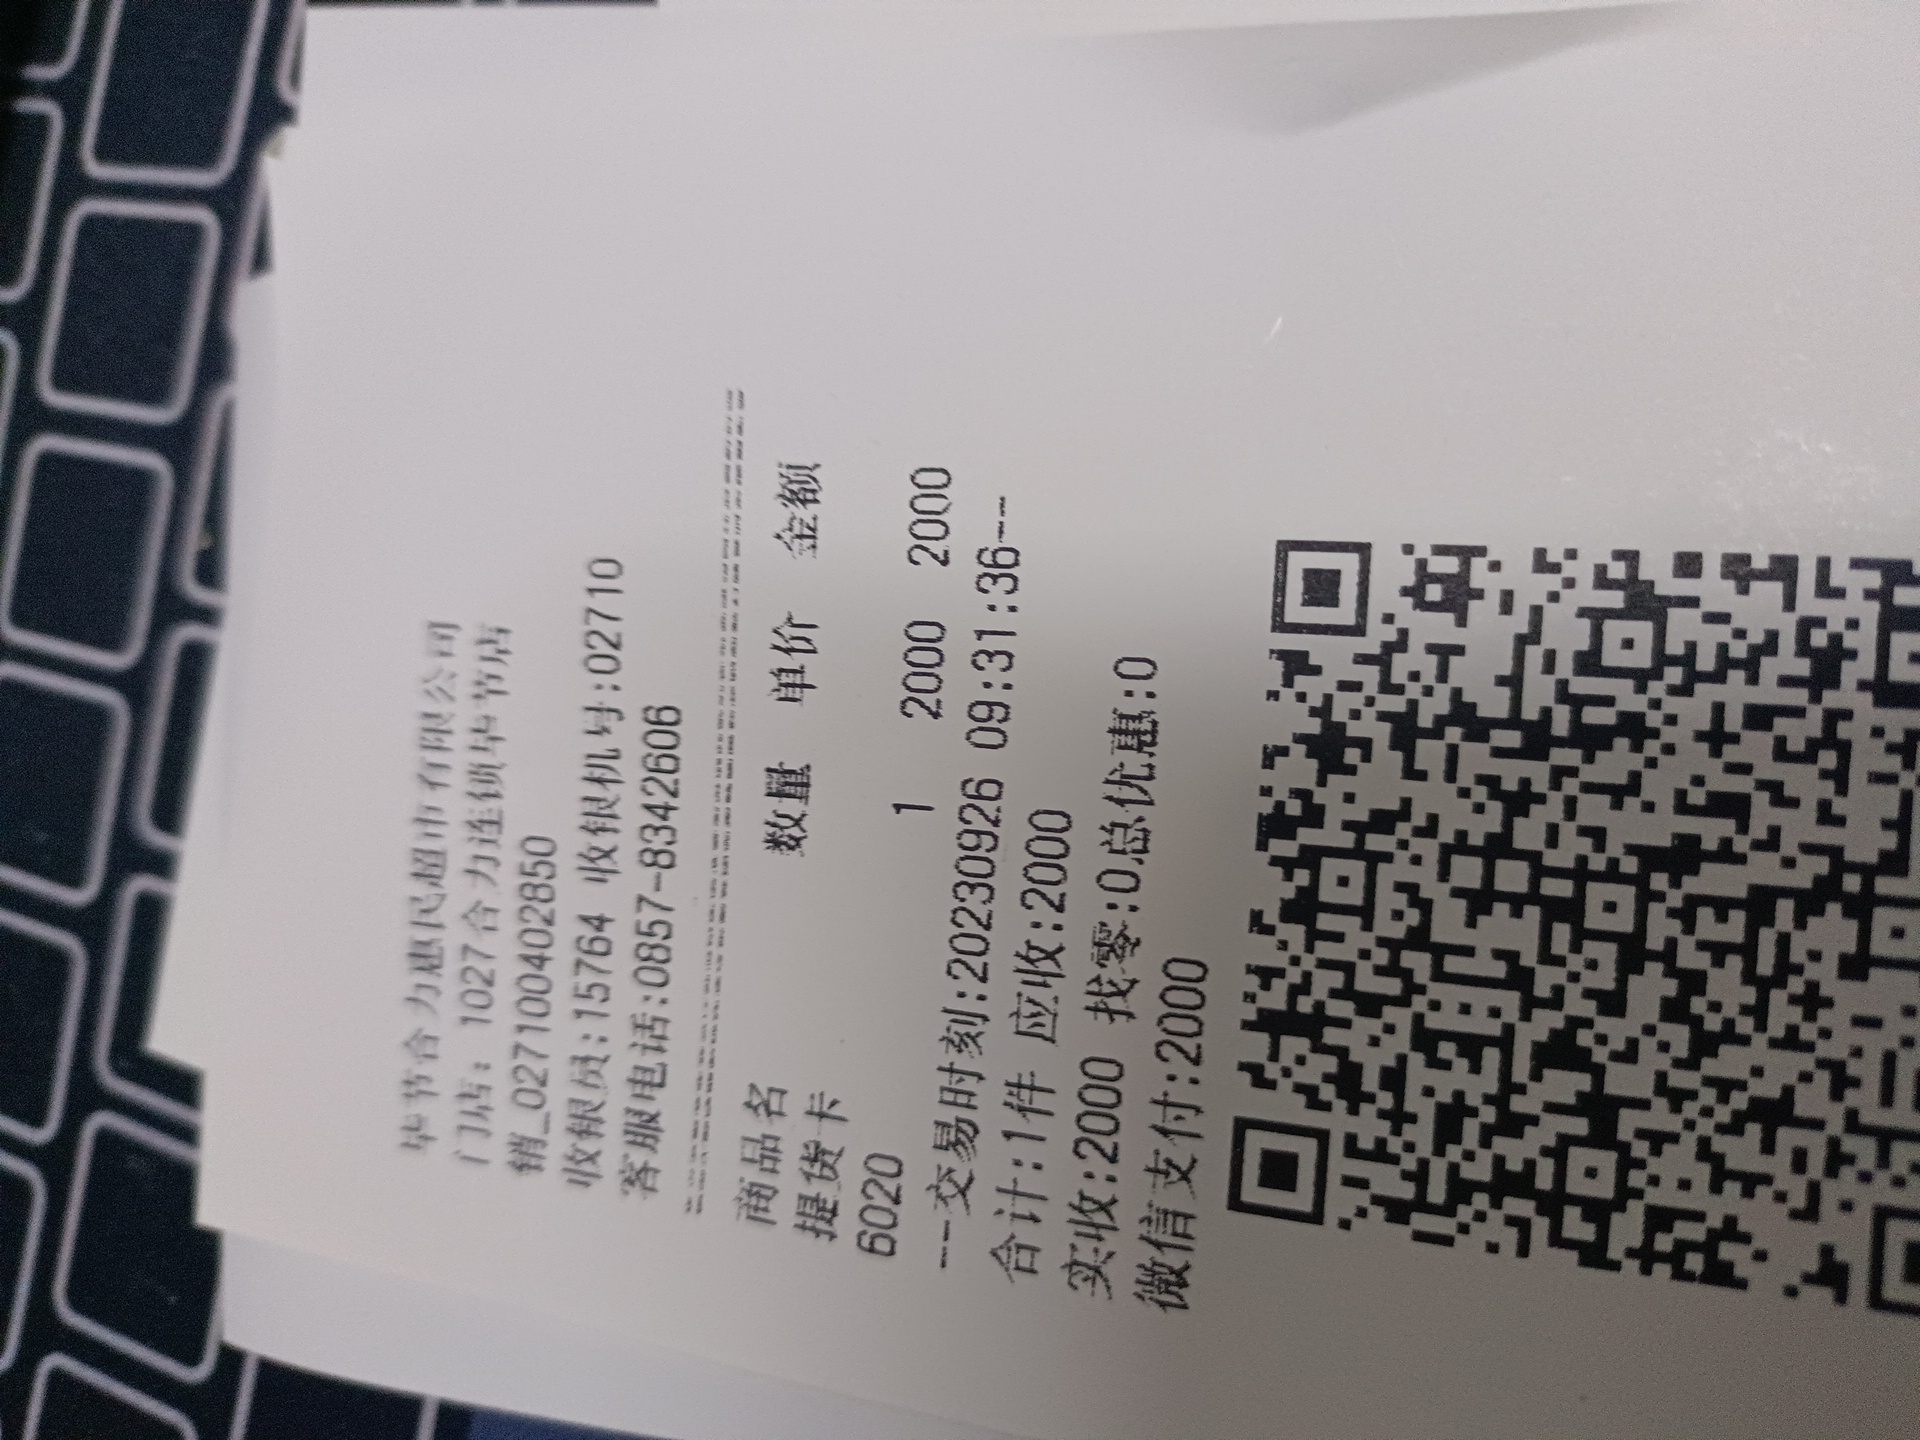 毕节合力惠民超市有限公司
门店：1027合力连锁毕节店
销_027100402850
收银员:15764 收银机号:02710
客服电话:0857-8342606
商品名 数量 单价 金额
提货卡
6020 1 2000 2000
---交易时刻:20230926 09:31:36---
合计:1件 应收:2000
实收:2000 找零:0总优惠:0
微信支付:2000